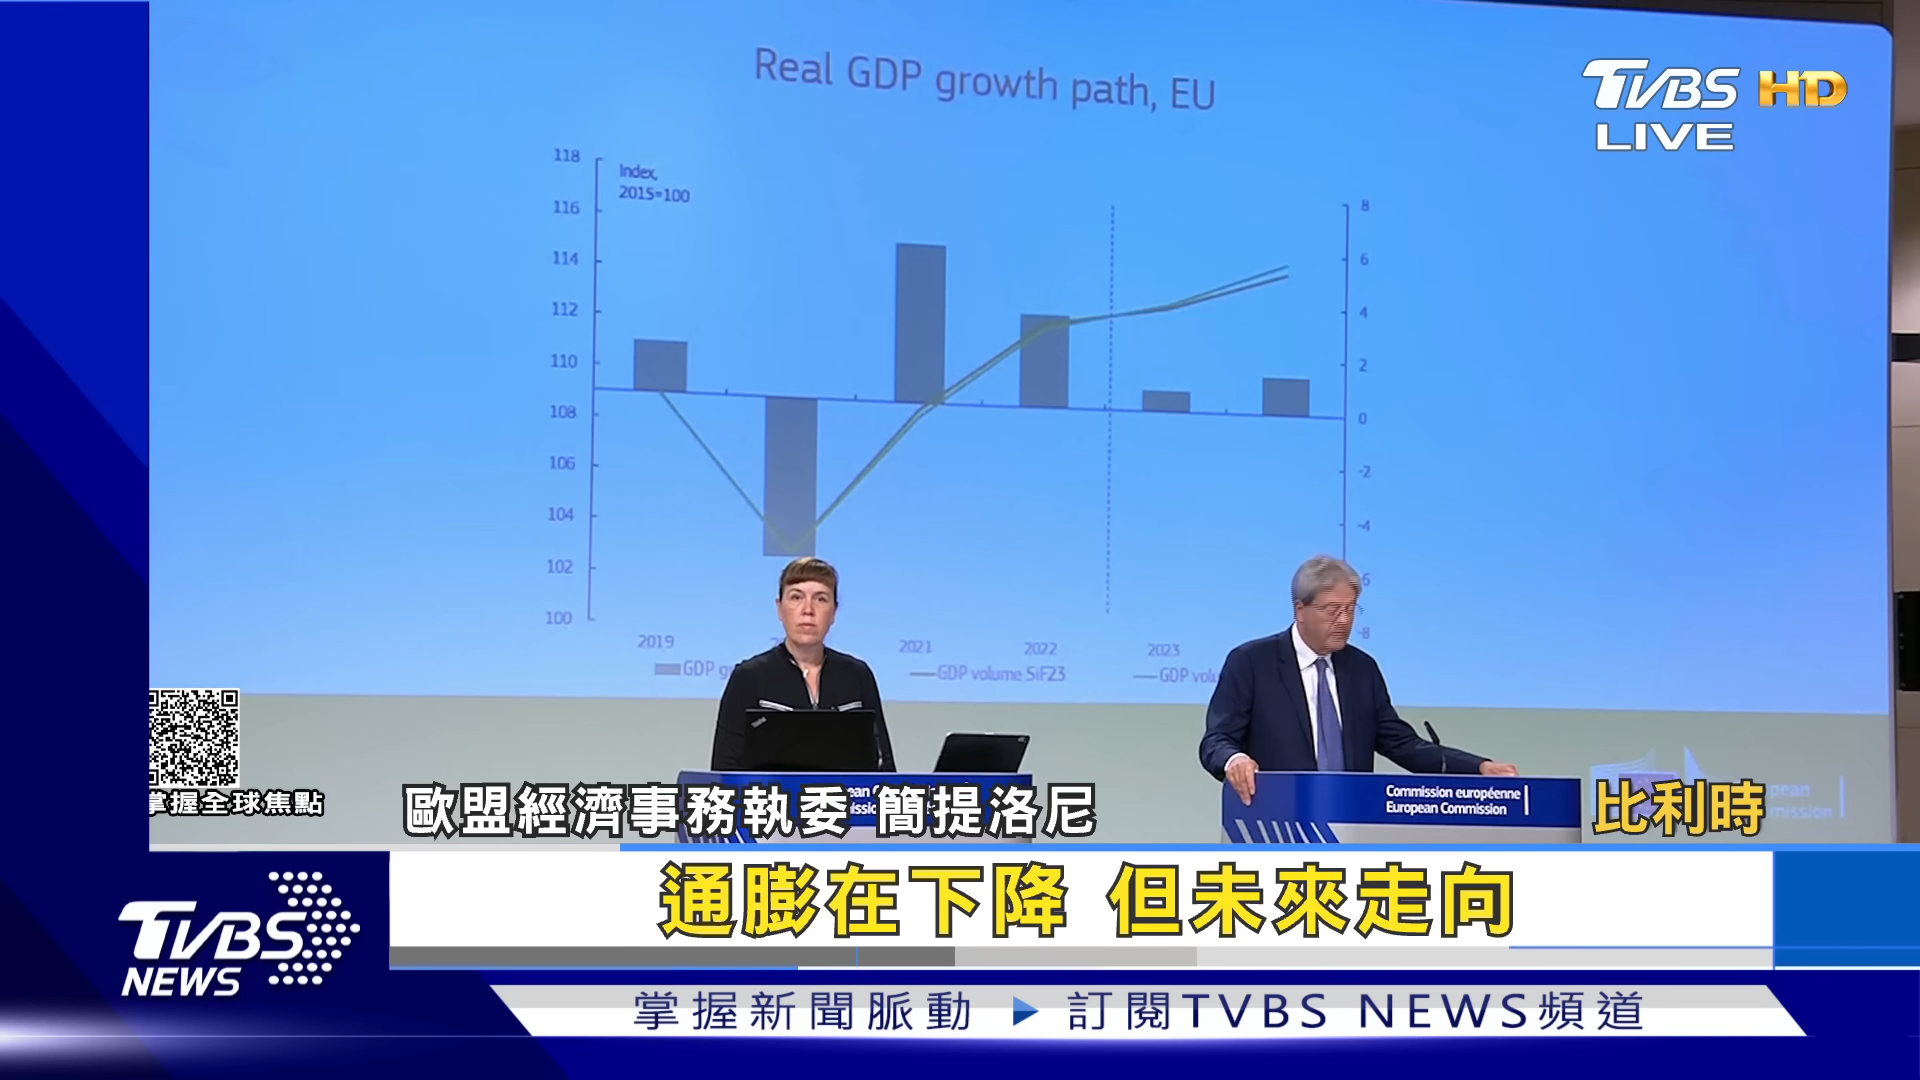 Real GDP growth path, EU
TVBS HD
LIVE
Index,
2015=100
118
116
114
112
110
108
106
104
102
100
8
6
4
2
0
-2
-4
6
-8
2019
2021
2022
2023
GDP
GDP volume SiF23
GDP
掌握全球焦點
Commission européenne
European Commission
歐盟經濟事務執委 簡提洛尼
比利時
通膨在下降 但未來走向
TVBS
NEWS
掌握新聞脈動 ▶ 訂閱TVBS NEWS頻道